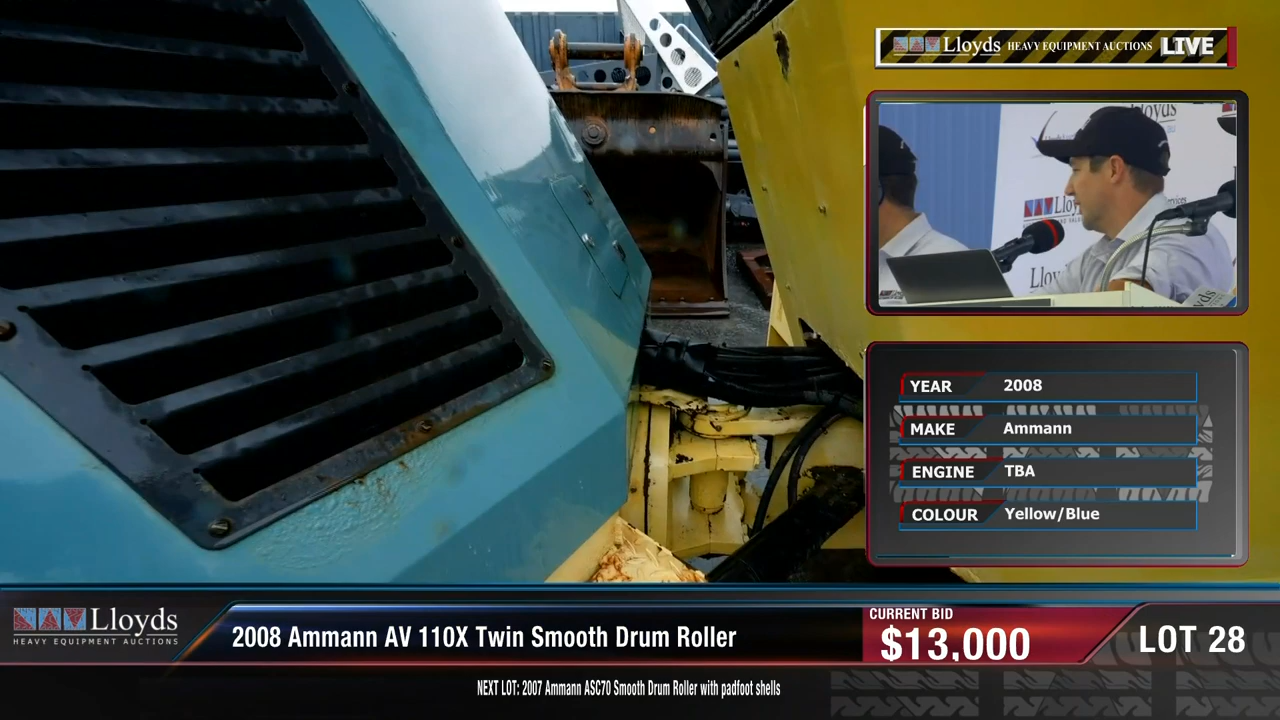 Lloyds HEAVY EQUIPMENT AUCTIONS LIVE
Lloyds
Lloyds
YEAR 2008
MAKE Ammann
ENGINE TBA
COLOUR Yellow/Blue
Lloyds
HEAVY EQUIPMENT AUCTIONS
2008 Ammann AV 110X Twin Smooth Drum Roller
CURRENT BID
$13,000
LOT 28
NEXT LOT: 2007 Ammann ASC70 Smooth Drum Roller with padfoot shells